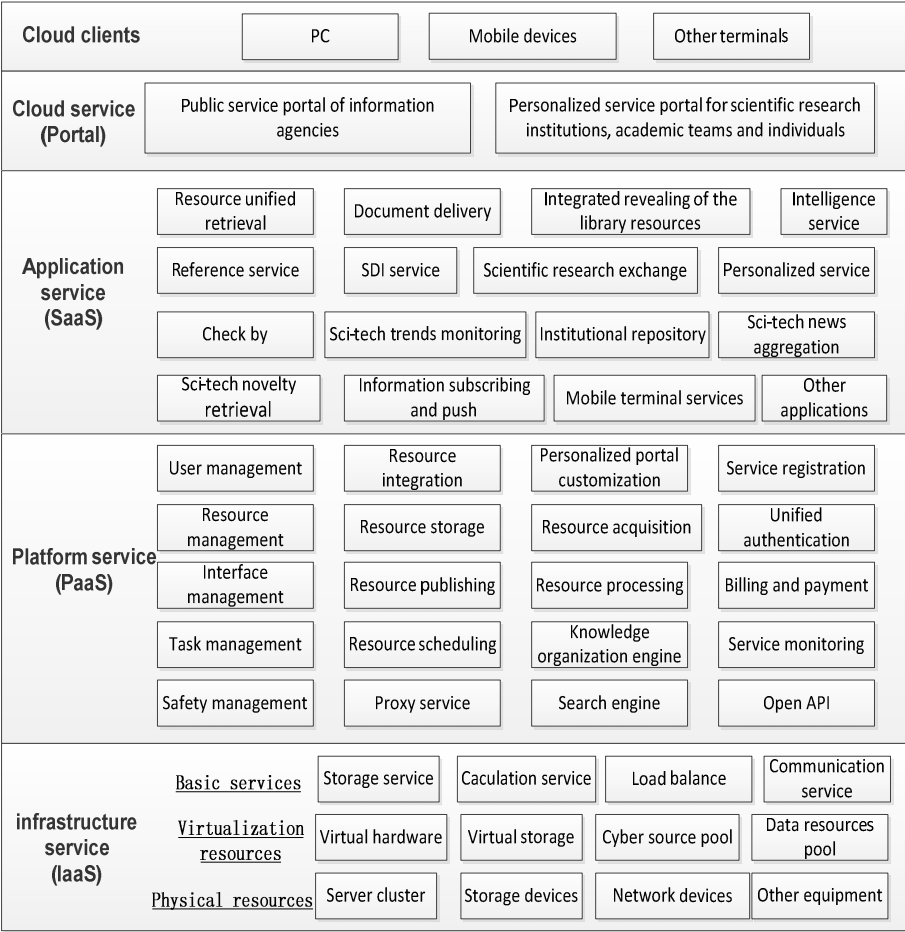 Cloud clients
PC
Mobile devices
Other terminals
Cloud service
(Portal)
Public service portal of information
agencies
Personalized service portal for scientific research
institutions, academic teams and individuals
Application
service
(SaaS)
Resource unified
retrieval
Document delivery
Integrated revealing of the
library resources
Intelligence
service
Reference service
SDI service
Scientific research exchange
Personalized service
Check by
Sci-tech trends monitoring
Institutional repository
Sci-tech news
aggregation
Sci-tech novelty
retrieval
Information subscribing
and push
Mobile terminal services
Other
applications
Platform service
(PaaS)
User management
Resource
integration
Personalized portal
customization
Service registration
Resource
management
Resource storage
Resource acquisition
Unified
authentication
Interface
management
Resource publishing
Resource processing
Billing and payment
Task management
Resource scheduling
Knowledge
organization engine
Service monitoring
Safety management
Proxy service
Search engine
Open API
infrastructure
service
(IaaS)
Basic services
Storage service
Caculation service
Load balance
Communication
service
Virtualization
resources
Virtual hardware
Virtual storage
Cyber source pool
Data resources
pool
Physical resources
Server cluster
Storage devices
Network devices
Other equipment